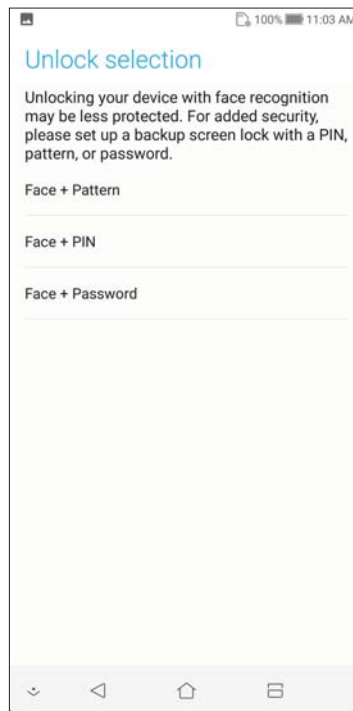 100% 11:03 AM
Unlock selection
Unlocking your device with face recognition
may be less protected. For added security,
please set up a backup screen lock with a PIN,
pattern, or password.
Face + Pattern
Face + PIN
Face + Password